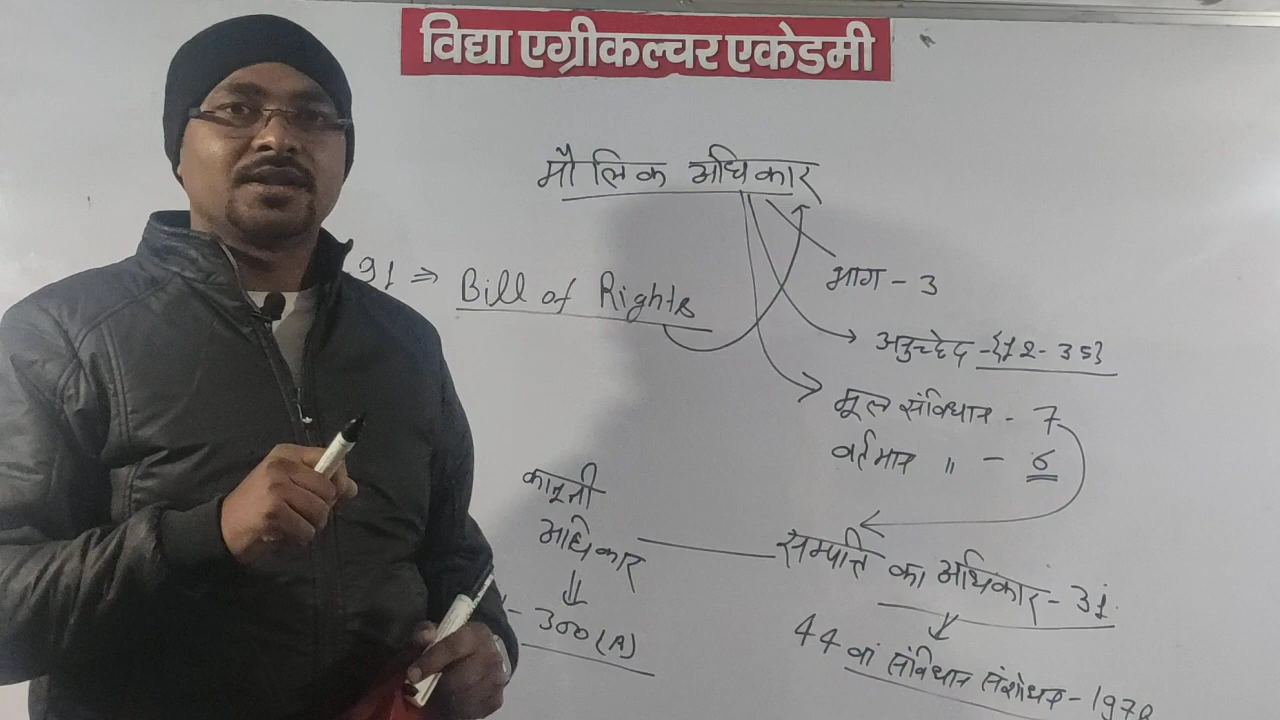 विद्या एग्रीकल्चर एकेडमी
मौलिक अधिकार
91 ⇒ Bill of Rights
भाग - 3
अनुच्छेद - {12-35}
मूल संविधान - 7
वर्तमान " - 6
कानूनी
अधिकार
सम्पत्ति का अधिकार - 31
- 300(A)
44 वां संविधान संशोधन - 197